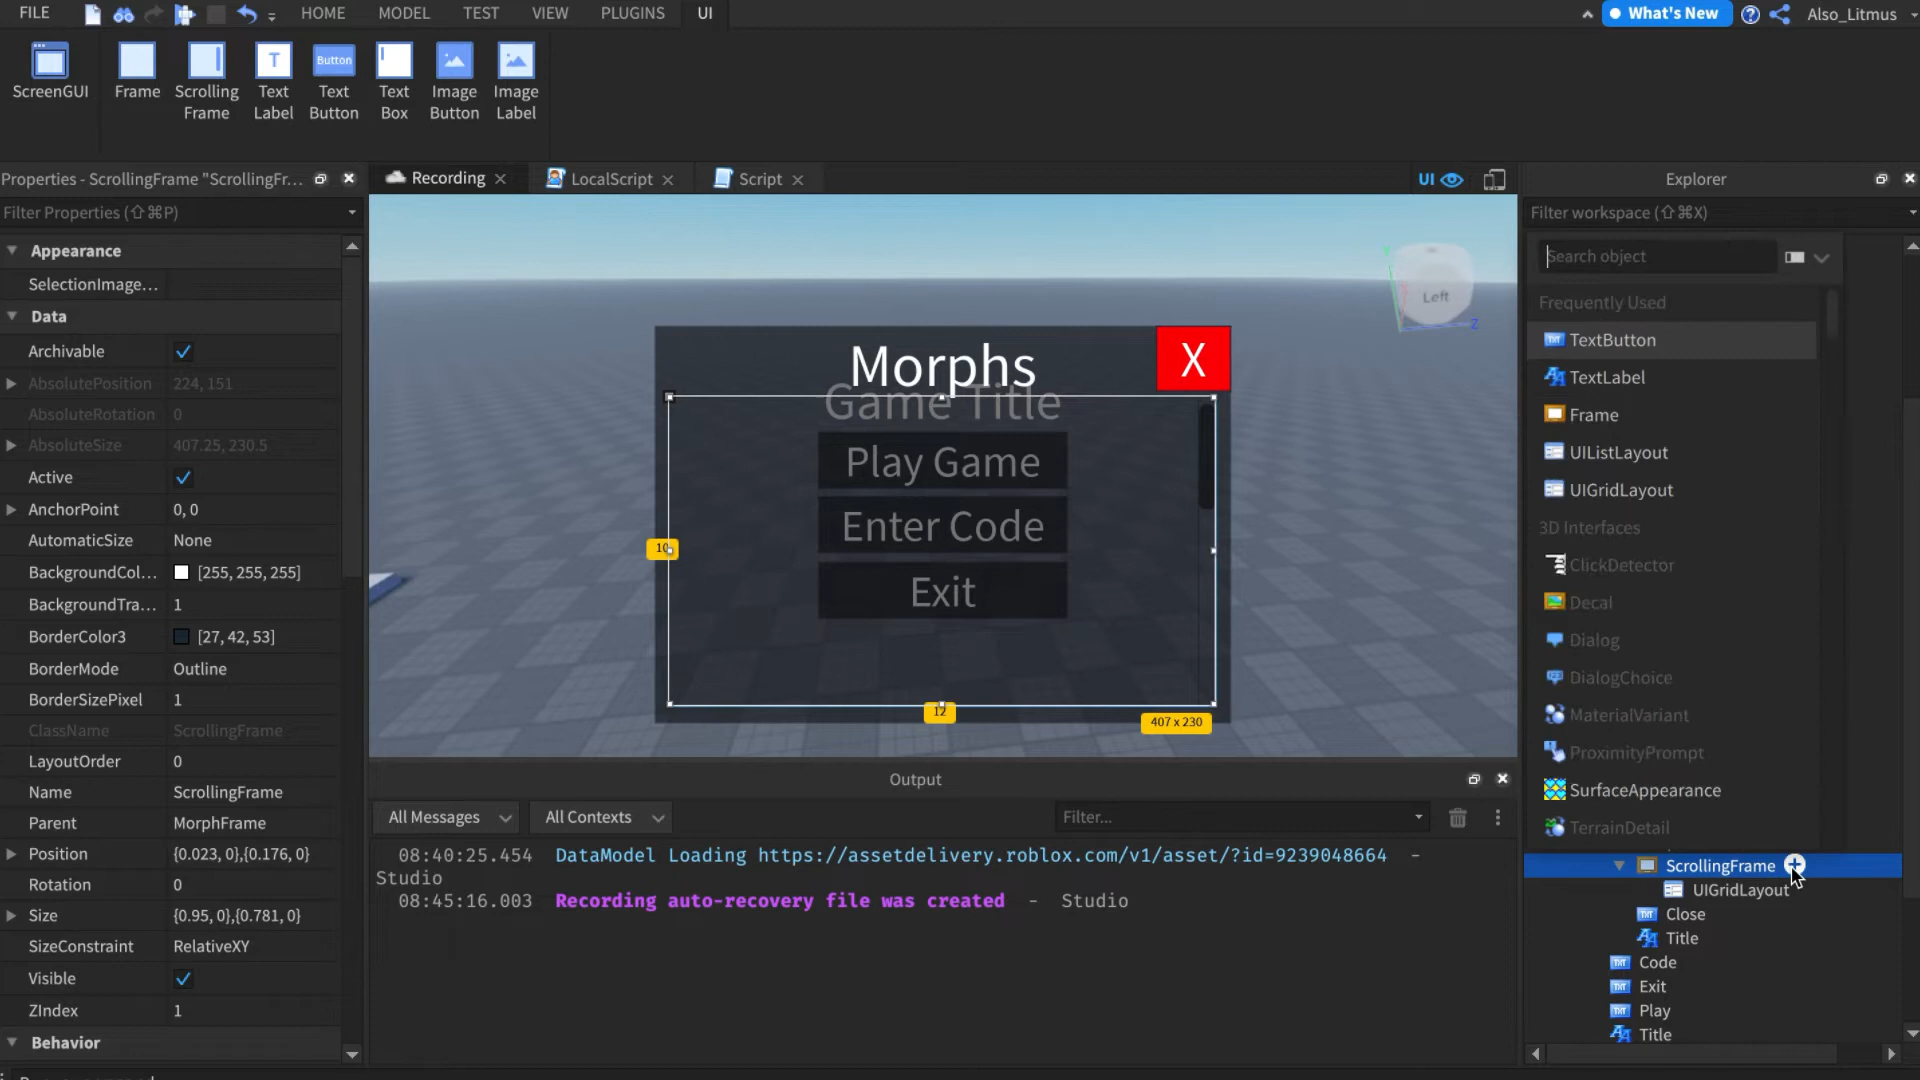 FILE HOME MODEL TEST VIEW PLUGINS UI What's New ? Also_Litmus
ScreenGUI Frame Scrolling Frame Text Label Text Button Text Box Image Button Image Label
T Button
Properties - ScrollingFrame "ScrollingFr...
Filter Properties (⇧⌘P)
Appearance
SelectionImage...
Data
Archivable
AbsolutePosition 224, 151
AbsoluteRotation 0
AbsoluteSize 407.25, 230.5
Active
AnchorPoint 0, 0
AutomaticSize None
BackgroundCol... [255, 255, 255]
BackgroundTra... 1
BorderColor3 [27, 42, 53]
BorderMode Outline
BorderSizePixel 1
ClassName ScrollingFrame
LayoutOrder 0
Name ScrollingFrame
Parent MorphFrame
Position {0.023, 0},{0.176, 0}
Rotation 0
Size {0.95, 0},{0.781, 0}
SizeConstraint RelativeXY
Visible
ZIndex 1
Behavior
Recording LocalScript Script UI
Left
Y
Z
Morphs X
Game Title
Play Game
Enter Code
Exit
10
12
407 x 230
Output
All Messages All Contexts Filter...
08:40:25.454 DataModel Loading https://assetdelivery.roblox.com/v1/asset/?id=9239048664 -
Studio
08:45:16.003 Recording auto-recovery file was created - Studio
Explorer
Filter workspace (⇧⌘X)
Search object
Frequently Used
TextButton
TextLabel
Frame
UIListLayout
UIGridLayout
3D Interfaces
ClickDetector
Decal
Dialog
DialogChoice
MaterialVariant
ProximityPrompt
SurfaceAppearance
TerrainDetail
ScrollingFrame
UIGridLayout
Close
Title
Code
Exit
Play
Title